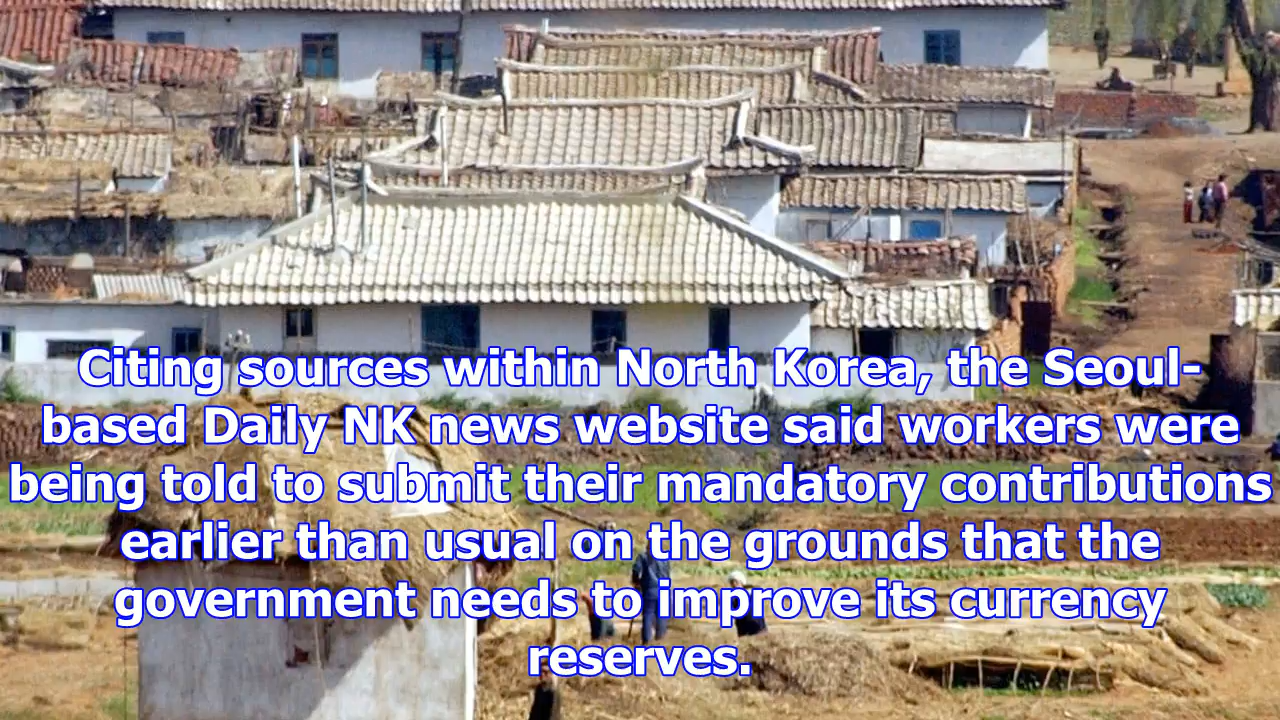 Citing sources within North Korea, the Seoul-
based Daily NK news website said workers were
being told to submit their mandatory contributions
earlier than usual on the grounds that the
government needs to improve its currency
reserves.